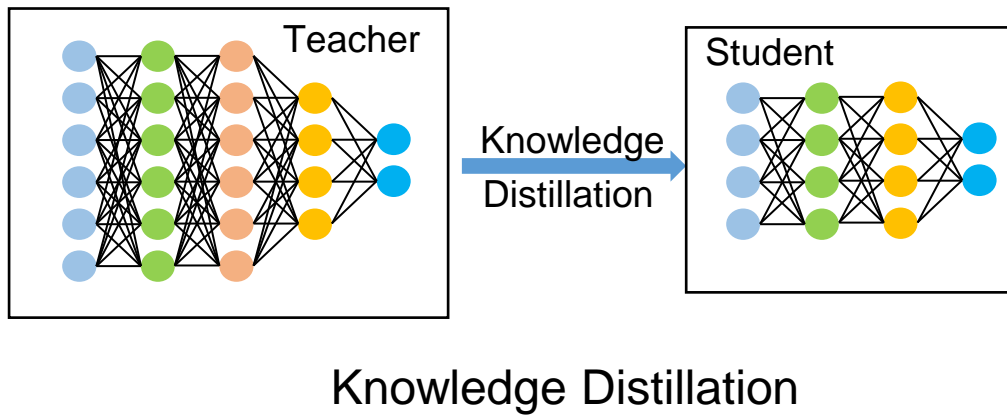 Teacher
Student
Knowledge
Distillation
Knowledge Distillation